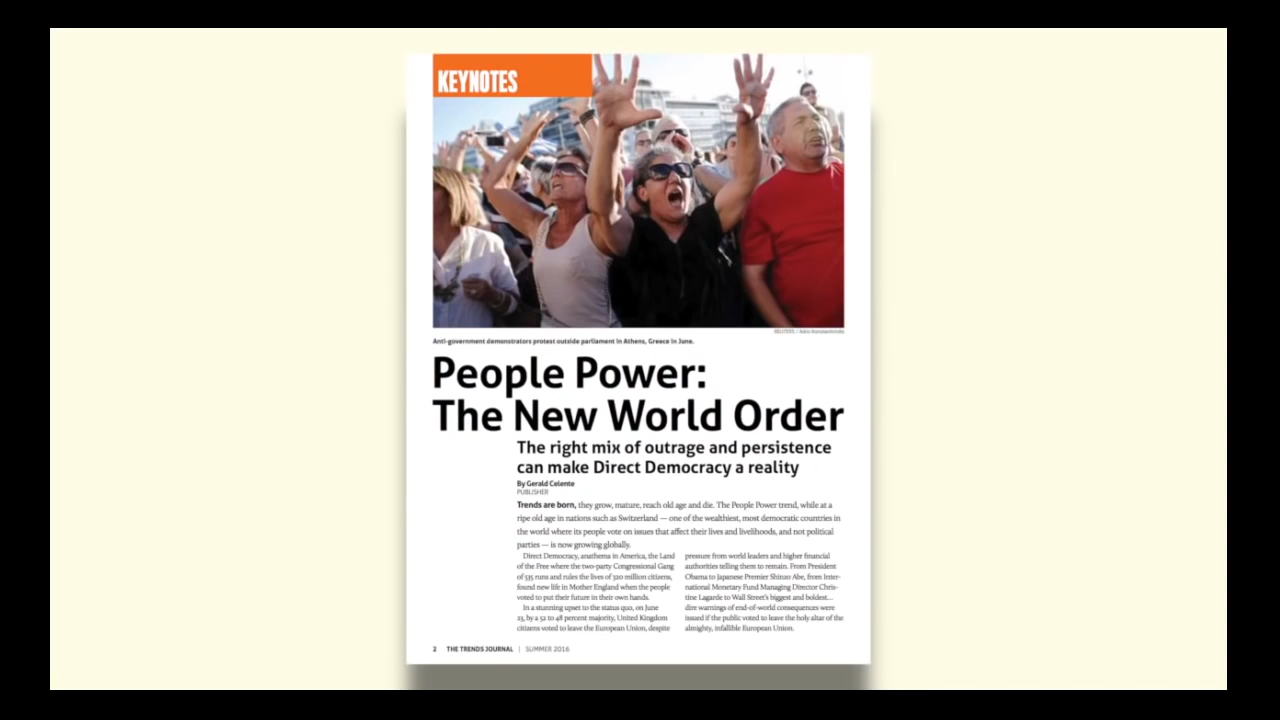 KEYNOTES
REUTERS /
Anti-government demonstrators protest outside parliament in Athens, Greece in June.
People Power:
The New World Order
The right mix of outrage and persistence
can make Direct Democracy a reality
By Gerald Celente
PUBLISHER
Trends are born, they grow, mature, reach old age and die. The People Power trend, while at a
ripe old age in nations such as Switzerland — one of the wealthiest, most democratic countries in
the world where its people vote on issues that affect their lives and livelihoods, and not political
parties — is now growing globally.
Direct Democracy, anathema in America, the Land
of the Free where the two-party Congressional Gang
of 535 runs and rules the lives of 320 million citizens,
found new life in Mother England when the people
voted to put their future in their own hands.
In a stunning upset to the status quo, on June
23, by a 52 to 48 percent majority, United Kingdom
citizens voted to leave the European Union, despite
pressure from world leaders and higher financial
authorities telling them to remain. From President
Obama to Japanese Premier Shinzo Abe, from Inter-
national Monetary Fund Managing Director Chris-
tine Lagarde to Wall Street's biggest and boldest...
dire warnings of end-of-world consequences were
issued if the public voted to leave the holy altar of the
almighty, infallible European Union.
2 THE TRENDS JOURNAL | SUMMER 2016